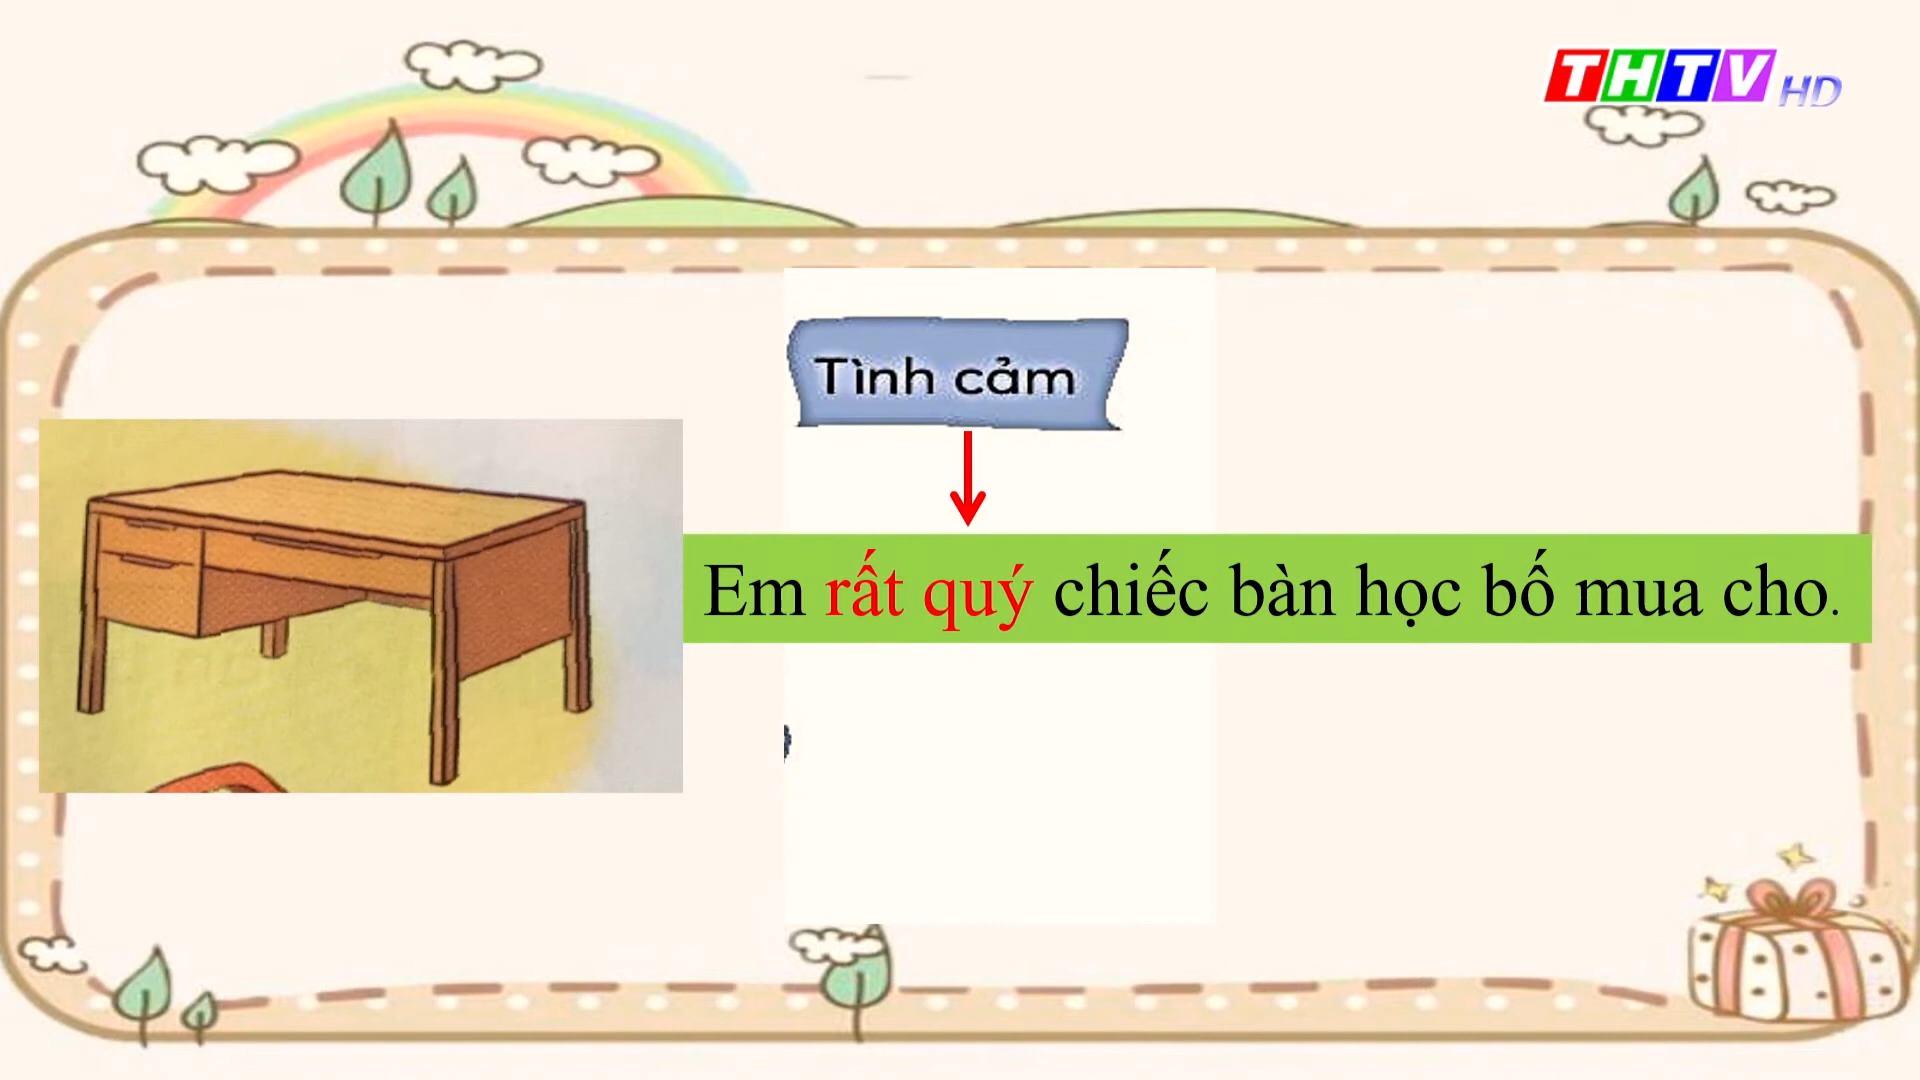 THTV HD
Tình cảm
Em rất quý chiếc bàn học bố mua cho.